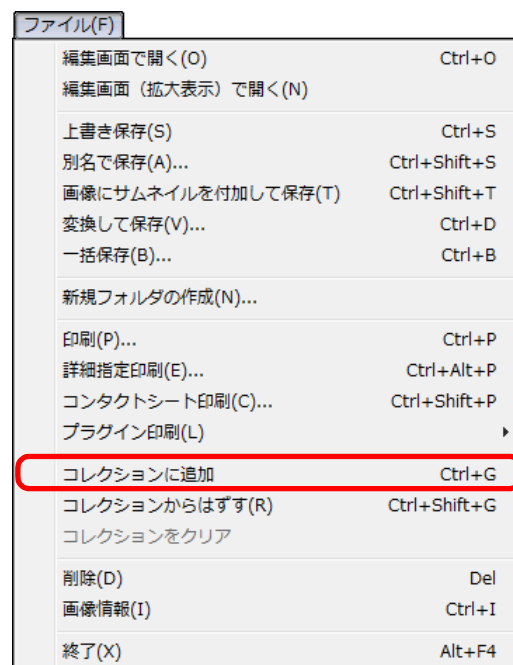 ファイル(F)
編集画面で開く(O) Ctrl+O
編集画面（拡大表示）で開く(N)
上書き保存(S) Ctrl+S
別名で保存(A)... Ctrl+Shift+S
画像にサムネイルを付加して保存(T) Ctrl+Shift+T
変換して保存(V)... Ctrl+D
一括保存(B)... Ctrl+B
新規フォルダの作成(N)...
印刷(P)... Ctrl+P
詳細指定印刷(E)... Ctrl+Alt+P
コンタクトシート印刷(C)... Ctrl+Shift+P
プラグイン印刷(L)
コレクションに追加 Ctrl+G
コレクションからはずす(R) Ctrl+Shift+G
コレクションをクリア
削除(D) Del
画像情報(I) Ctrl+I
終了(X) Alt+F4